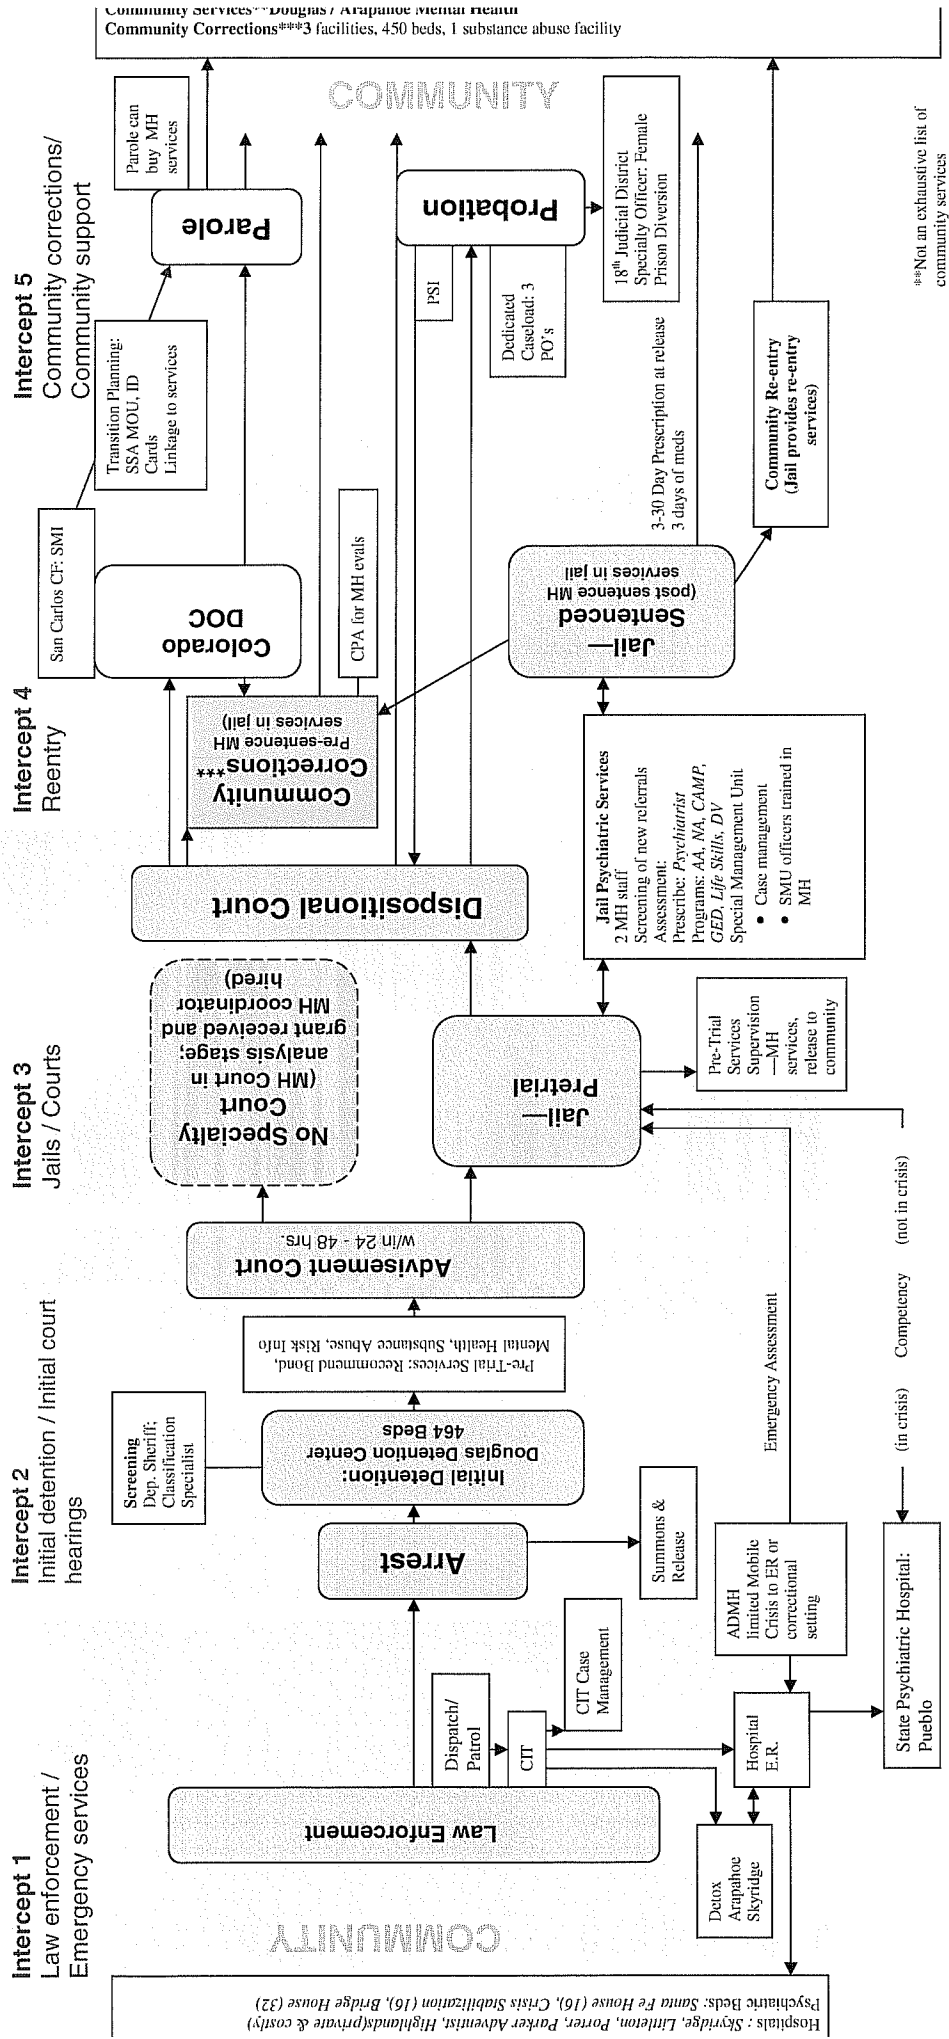 Intercept 1
Law enforcement /
Emergency services
Intercept 2
Initial detention / Initial court
hearings
Intercept 3
Jails / Courts
Intercept 4
Reentry
Intercept 5
Community corrections/
Community support
Hospitals : (Skyridge, Littleton, Porter, Parker Adventist, Highlands(private & costly)
Psychiatric Beds: Santa Fe House (16), Crisis Stabilization (16), Bridge House (32)
COMMUNITY
Law Enforcement
Dispatch/
Patrol
CIT
CIT Case
Management
Detox
Arapahoe
Skyridge
Hospital
E.R.
ADMH
limited Mobile
Crisis to ER or
correctional
setting
State Psychiatric Hospital:
Pueblo
Arrest
Summons &
Release
Screening
Dep. Sheriff;
Classification
Specialist
Initial Detention:
Douglas Detention Center
464 Beds
Pre-Trial Services: Recommend Bond,
Mental Health, Substance Abuse, Risk Info
Emergency Assessment
(in crisis) Competency (not in crisis)
Advisement Court
w/in 24 - 48 hrs.
No Specialty
Court
(MH Court in
analysis stage;
grant received and
MH coordinator
hired)
Jail—
Pretrial
Pre-Trial
Services
Supervision
—MH
services,
release to
community
Dispositional Court
Jail Psychiatric Services
2 MH staff
Screening of new referrals
Assessment:
Prescribe: Psychiatrist
Programs: AA, NA, CAMP,
GED, Life Skills, DV
Special Management Unit
• Case management
• SMU officers trained in
MH
Community
Corrections***
Pre-sentence MH
services in jail)
CPA for MH evals
Colorado
DOC
San Carlos CF: SMI
Jail—
Sentenced
(post sentence MH
services in jail
Transition Planning:
SSA MOU, ID
Cards
Linkage to services
3-30 Day Prescription at release
3 days of meds
Community Re-entry
(Jail provides re-entry
services)
Parole
Parole can
buy MH
services
Probation
PSI
Dedicated
Caseload: 3
PO's
18th Judicial District
Specialty Officer: Female
Prison Diversion
COMMUNITY
Community Services**Douglas / Arapahoe Mental Health
Community Corrections***3 facilities, 450 beds, 1 substance abuse facility
**Not an exhaustive list of
community services